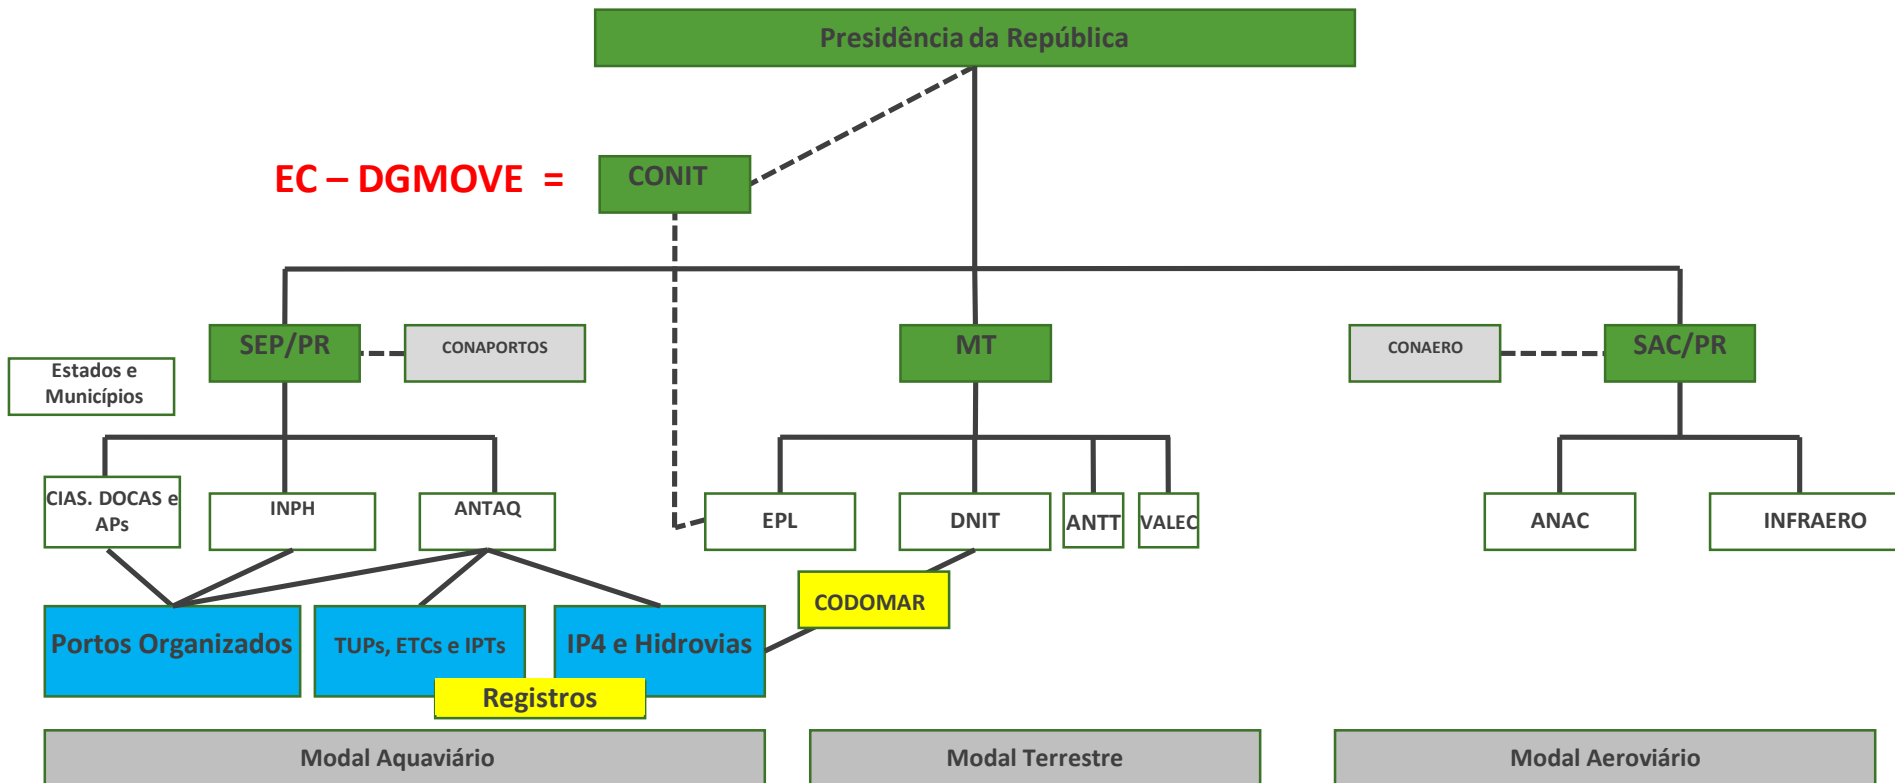 Presidência da República
EC – DGMOVE =
CONIT
SEP/PR
CONAPORTOS
MT
CONAERO
SAC/PR
Estados e
Municípios
CIAS. DOCAS e
APs
INPH
ANTAQ
EPL
DNIT
ANTT
VALEC
ANAC
INFRAERO
CODOMAR
Portos Organizados
TUPs, ETCs e IPTs
IP4 e Hidrovias
Registros
Modal Aquaviário
Modal Terrestre
Modal Aeroviário